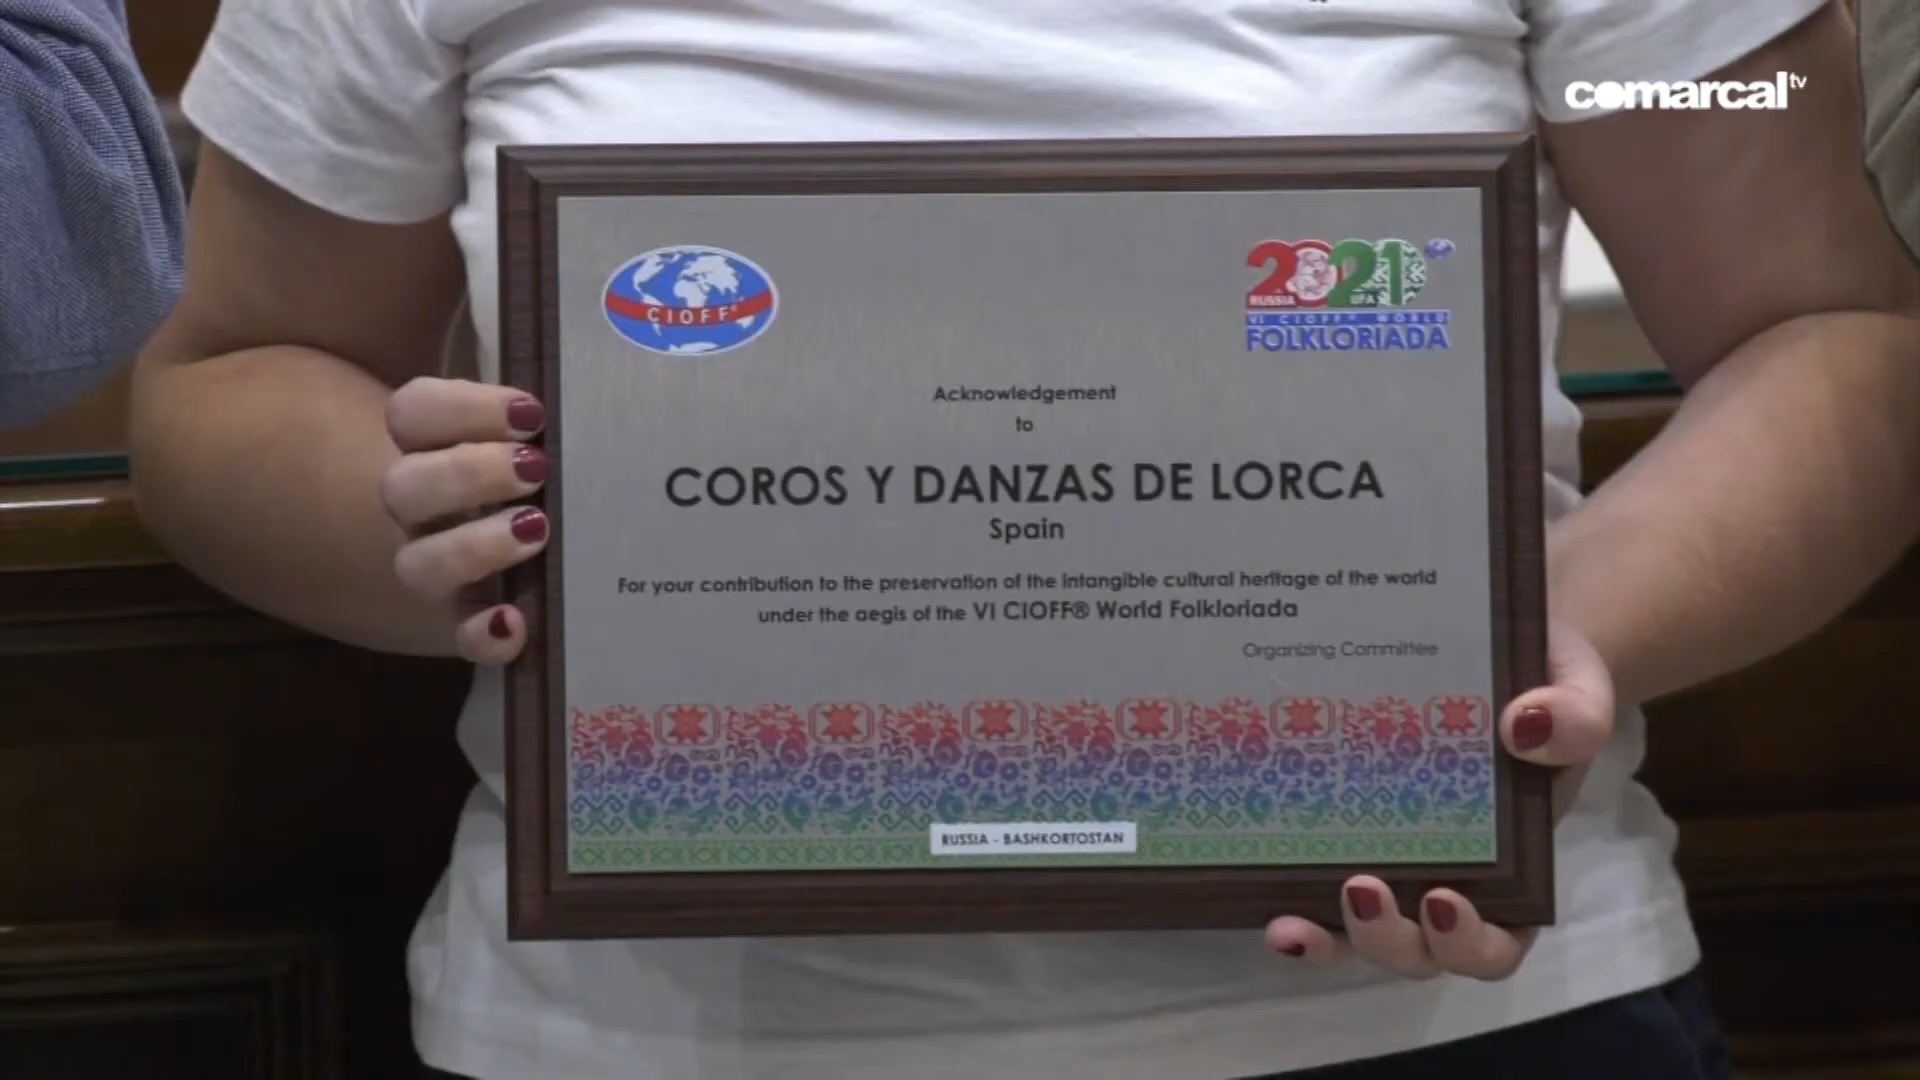 comarcal tv
CIOFF®
2021
RUSSIA UFA
VI CIOFF® WORLD
FOLKLORIADA
Acknowledgement
to
COROS Y DANZAS DE LORCA
Spain
For your contribution to the preservation of the intangible cultural heritage of the world
under the aegis of the VI CIOFF® World Folkloriada
Organizing Committee
RUSSIA - BASHKORTOSTAN